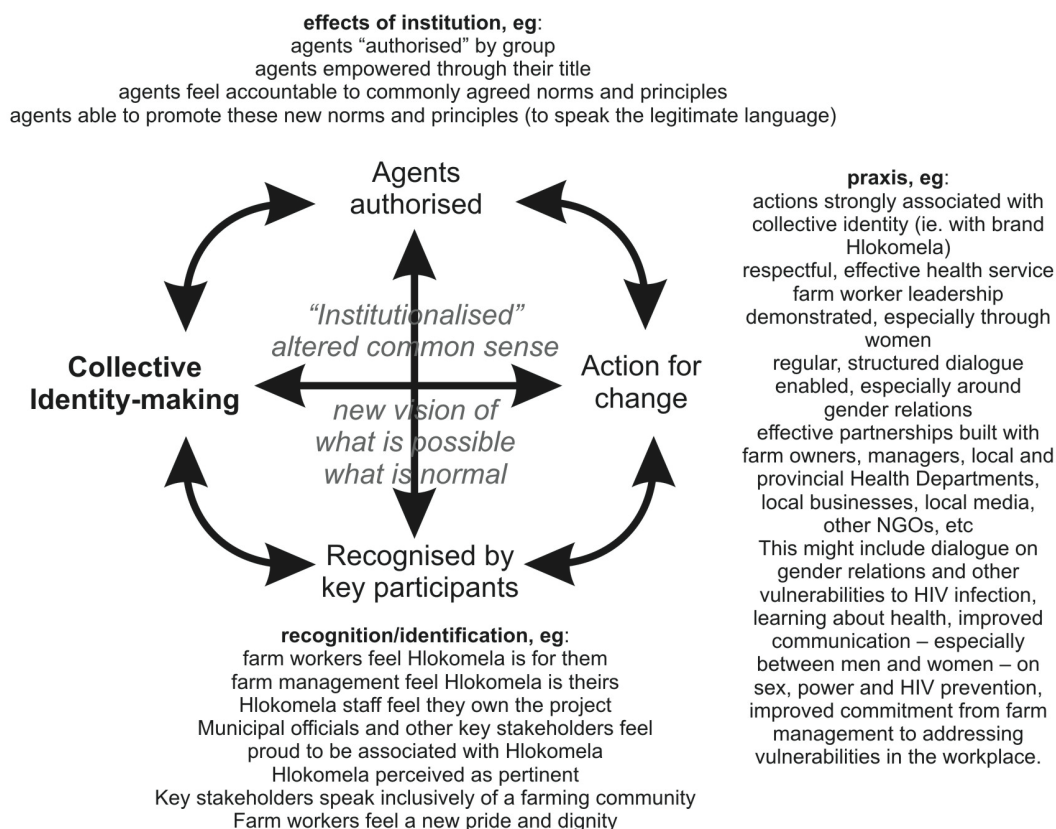 effects of institution, eg:
agents “authorised” by group
agents empowered through their title
agents feel accountable to commonly agreed norms and principles
agents able to promote these new norms and principles (to speak the legitimate language)
Agents
authorised
“Institutionalised”
altered common sense
Collective
Identity-making
Action for
change
new vision of
what is possible
what is normal
Recognised by
key participants
recognition/identification, eg:
farm workers feel Hlokomela is for them
farm management feel Hlokomela is theirs
Hlokomela staff feel they own the project
Municipal officials and other key stakeholders feel
proud to be associated with Hlokomela
Hlokomela perceived as pertinent
Key stakeholders speak inclusively of a farming community
Farm workers feel a new pride and dignity
praxis, eg:
actions strongly associated with
collective identity (ie. with brand
Hlokomela)
respectful, effective health service
farm worker leadership
demonstrated, especially through
women
regular, structured dialogue
enabled, especially around
gender relations
effective partnerships built with
farm owners, managers, local and
provincial Health Departments,
local businesses, local media,
other NGOs, etc
This might include dialogue on
gender relations and other
vulnerabilities to HIV infection,
learning about health, improved
communication – especially
between men and women – on
sex, power and HIV prevention,
improved commitment from farm
management to addressing
vulnerabilities in the workplace.